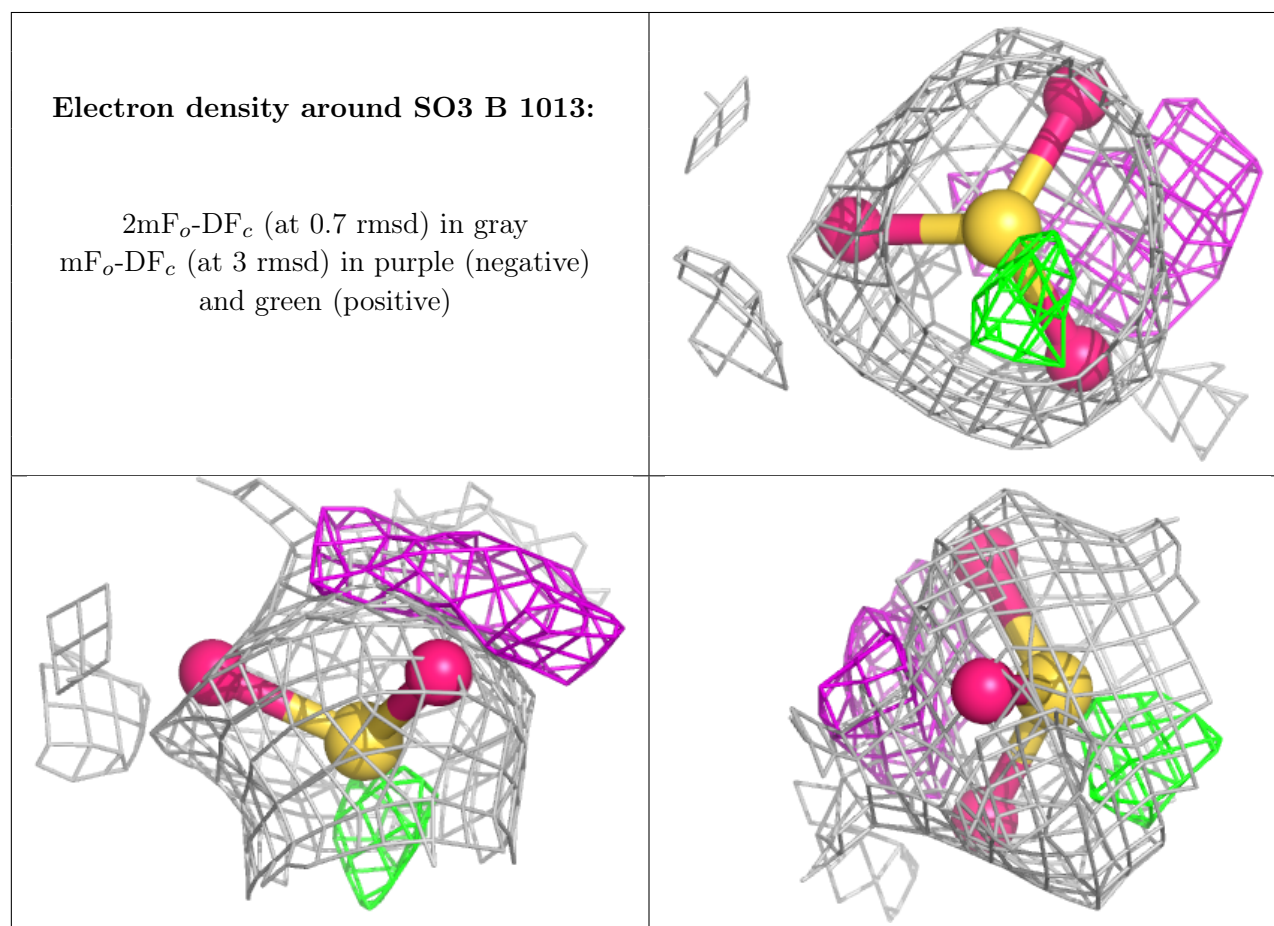 Electron density around SO3 B 1013:
2mFo-DFc (at 0.7 rmsd) in gray
mFo-DFc (at 3 rmsd) in purple (negative)
and green (positive)